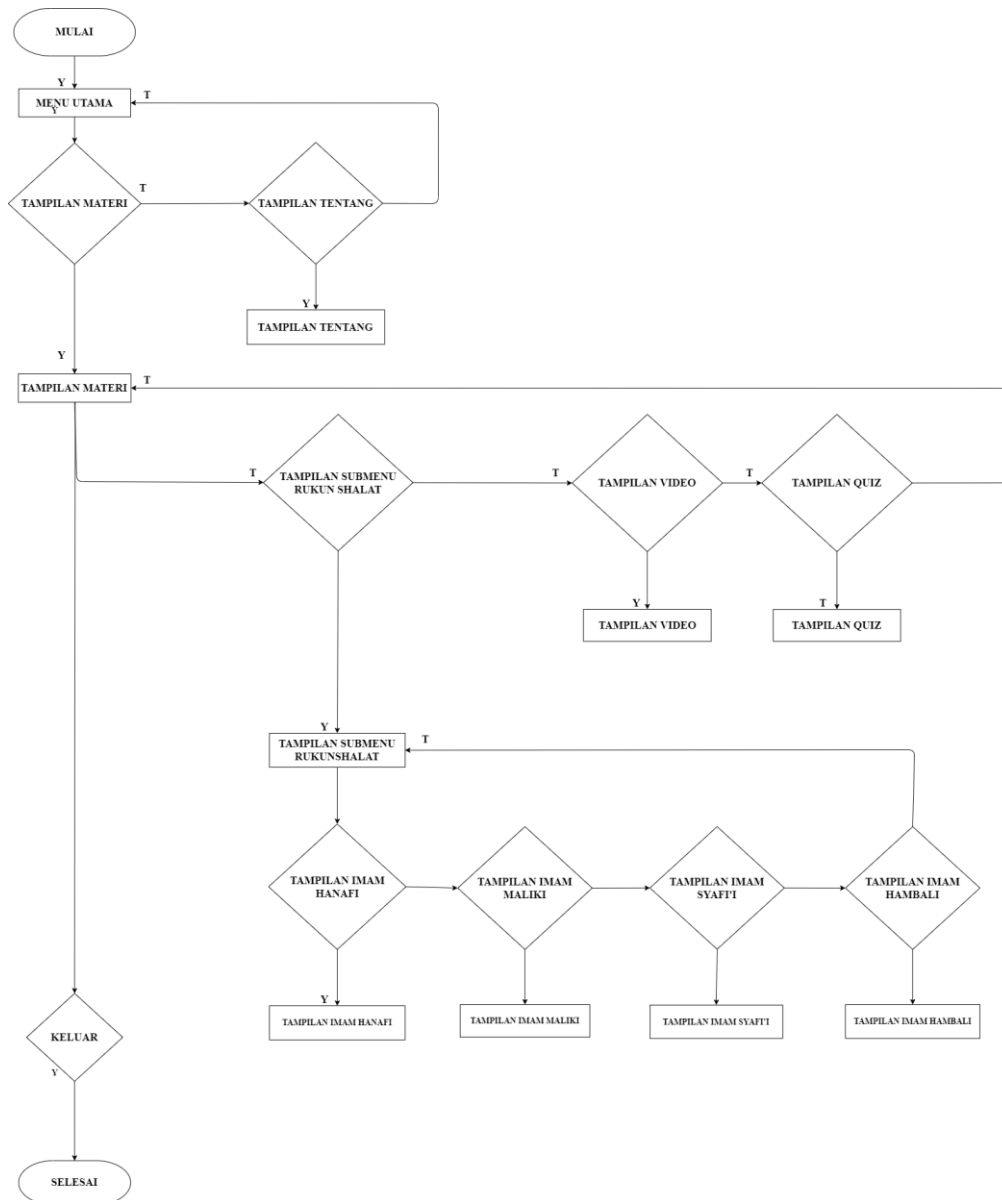 MULAI
Y
T
MENU UTAMA
Y
TAMPILAN MATERI
T
TAMPILAN TENTANG
Y
TAMPILAN TENTANG
Y
TAMPILAN MATERI
T
T
TAMPILAN SUBMENU
RUKUN SHALAT
T
TAMPILAN VIDEO
T
TAMPILAN QUIZ
Y
TAMPILAN VIDEO
T
TAMPILAN QUIZ
Y
TAMPILAN SUBMENU
RUKUNSHALAT
T
TAMPILAN IMAM
HANAFI
TAMPILAN IMAM
MALIKI
TAMPILAN IMAM
SYAFI'I
TAMPILAN IMAM
HAMBALI
Y
TAMPILAN IMAM HANAFI
TAMPILAN IMAM MALIKI
TAMPILAN IMAM SYAFI'I
TAMPILAN IMAM HAMBALI
KELUAR
Y
SELESAI